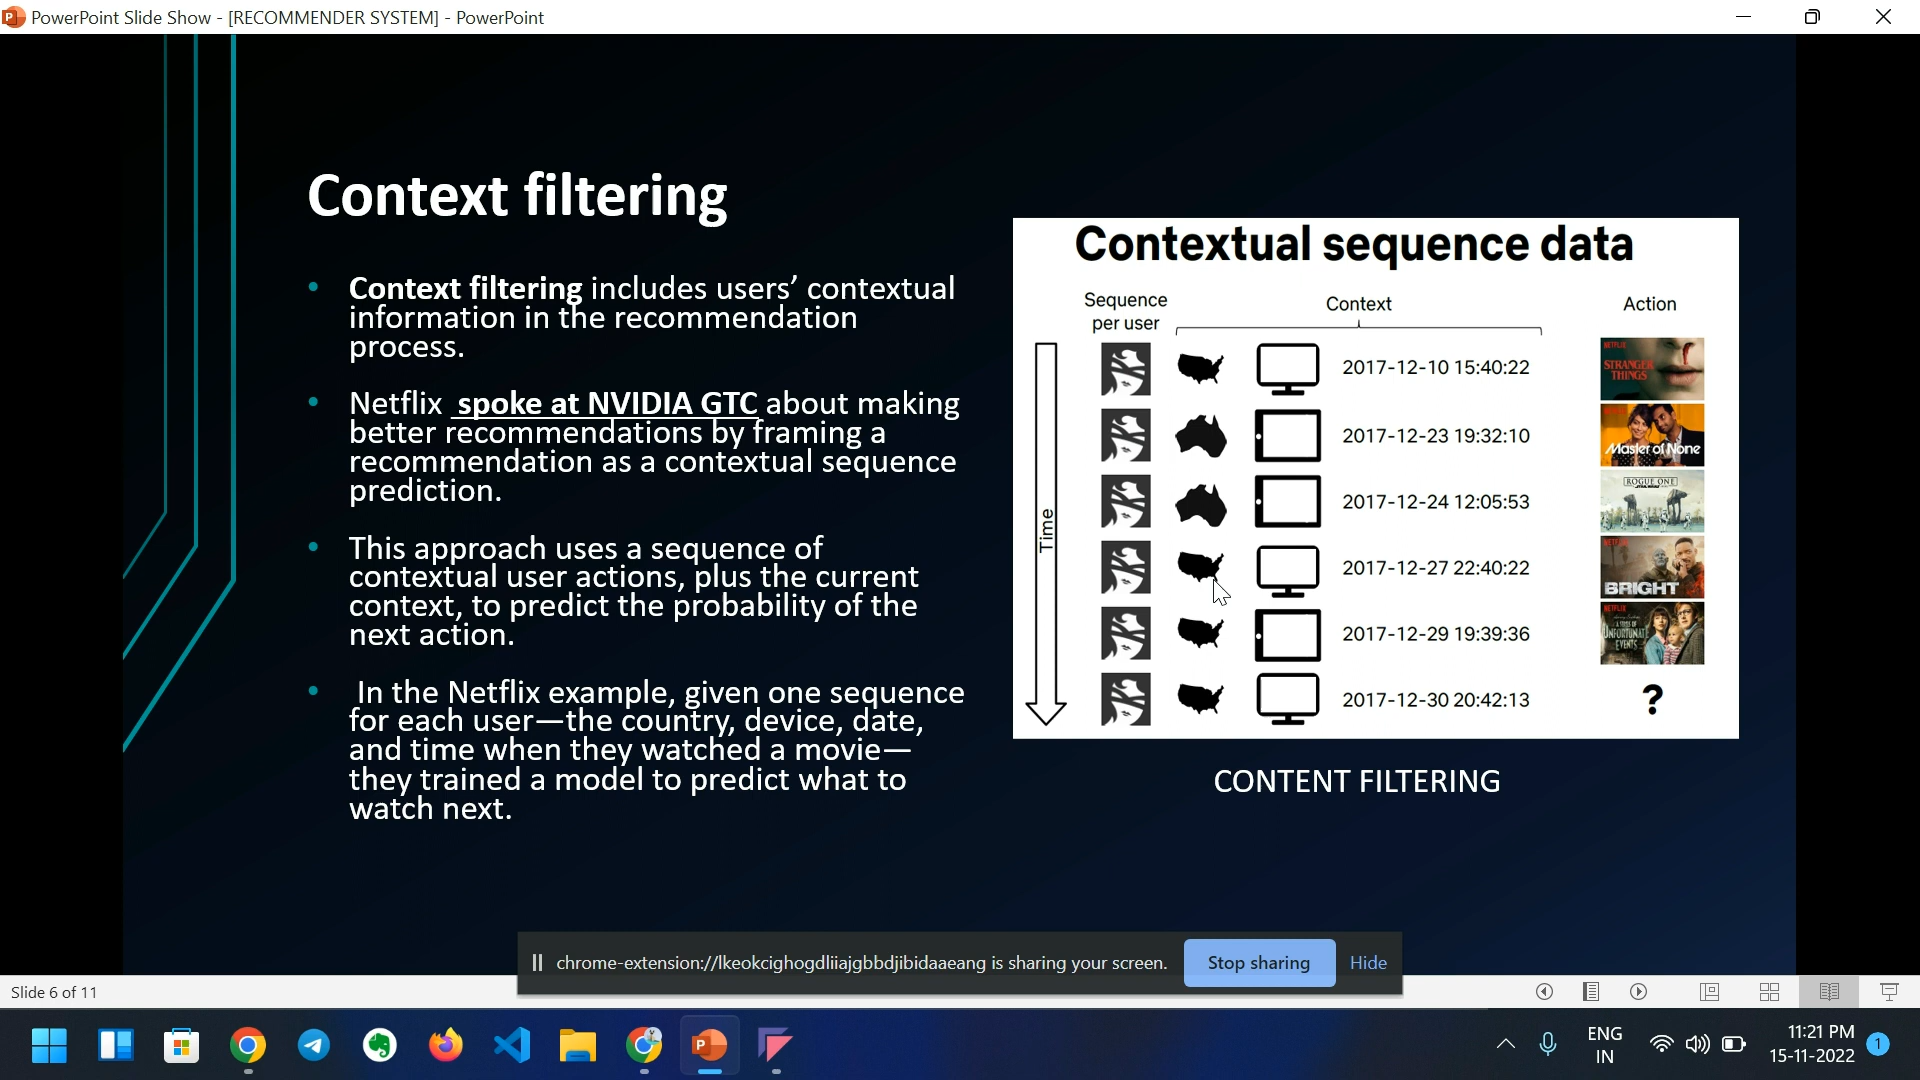 PowerPoint Slide Show - [RECOMMENDER SYSTEM] - PowerPoint
Context filtering
• Context filtering includes users’ contextual
information in the recommendation
process.
• Netflix spoke at NVIDIA GTC about making
better recommendations by framing a
recommendation as a contextual sequence
prediction.
• This approach uses a sequence of
contextual user actions, plus the current
context, to predict the probability of the
next action.
• In the Netflix example, given one sequence
for each user—the country, device, date,
and time when they watched a movie—
they trained a model to predict what to
watch next.
Contextual sequence data
Sequence
per user
Context
Action
Time
2017-12-10 15:40:22
NETFLIX
STRANGER
THINGS
2017-12-23 19:32:10
Master of None
2017-12-24 12:05:53
ROGUE ONE
2017-12-27 22:40:22
NETFLIX
BRIGHT
2017-12-29 19:39:36
NETFLIX
UNFORTUNATE
EVENTS
2017-12-30 20:42:13
?
CONTENT FILTERING
chrome-extension://lkeokcighogdliiajgbbdjibidaaeang is sharing your screen.
Stop sharing
Hide
Slide 6 of 11
ENG
IN
11:21 PM
15-11-2022
1